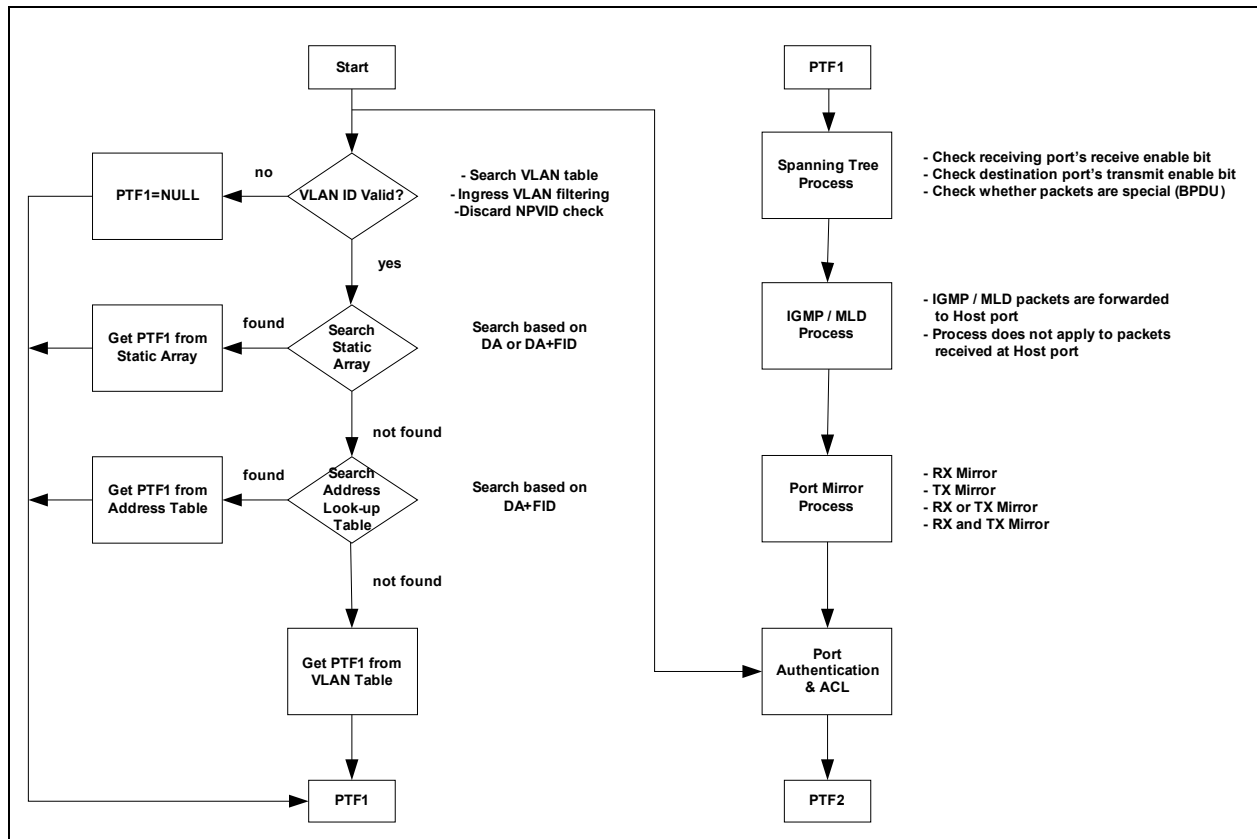 Start
VLAN ID Valid?
no
PTF1=NULL
- Search VLAN table
- Ingress VLAN filtering
-Discard NPVID check
yes
Search
Static
Array
found
Get PTF1 from
Static Array
Search based on
DA or DA+FID
not found
Search
Address
Look-up
Table
found
Get PTF1 from
Address Table
Search based on
DA+FID
not found
Get PTF1 from
VLAN Table
PTF1
PTF1
Spanning Tree
Process
- Check receiving port's receive enable bit
- Check destination port's transmit enable bit
- Check whether packets are special (BPDU)
IGMP / MLD
Process
- IGMP / MLD packets are forwarded
to Host port
- Process does not apply to packets
received at Host port
Port Mirror
Process
- RX Mirror
- TX Mirror
- RX or TX Mirror
- RX and TX Mirror
Port
Authentication
& ACL
PTF2